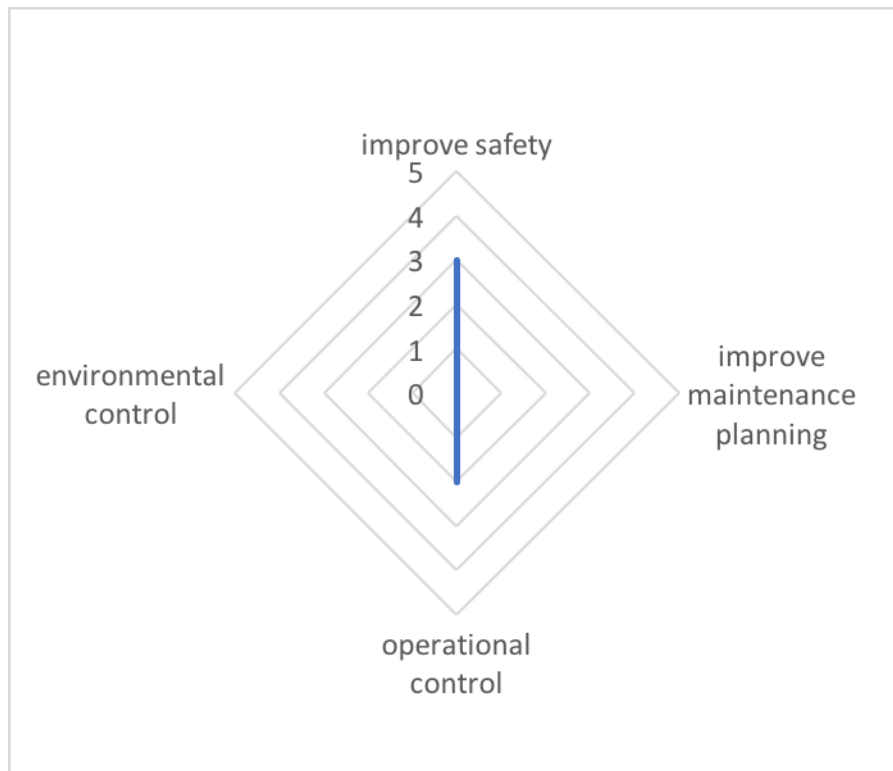 improve safety
5
4
3
2
1
0
environmental
control
improve
maintenance
planning
operational
control